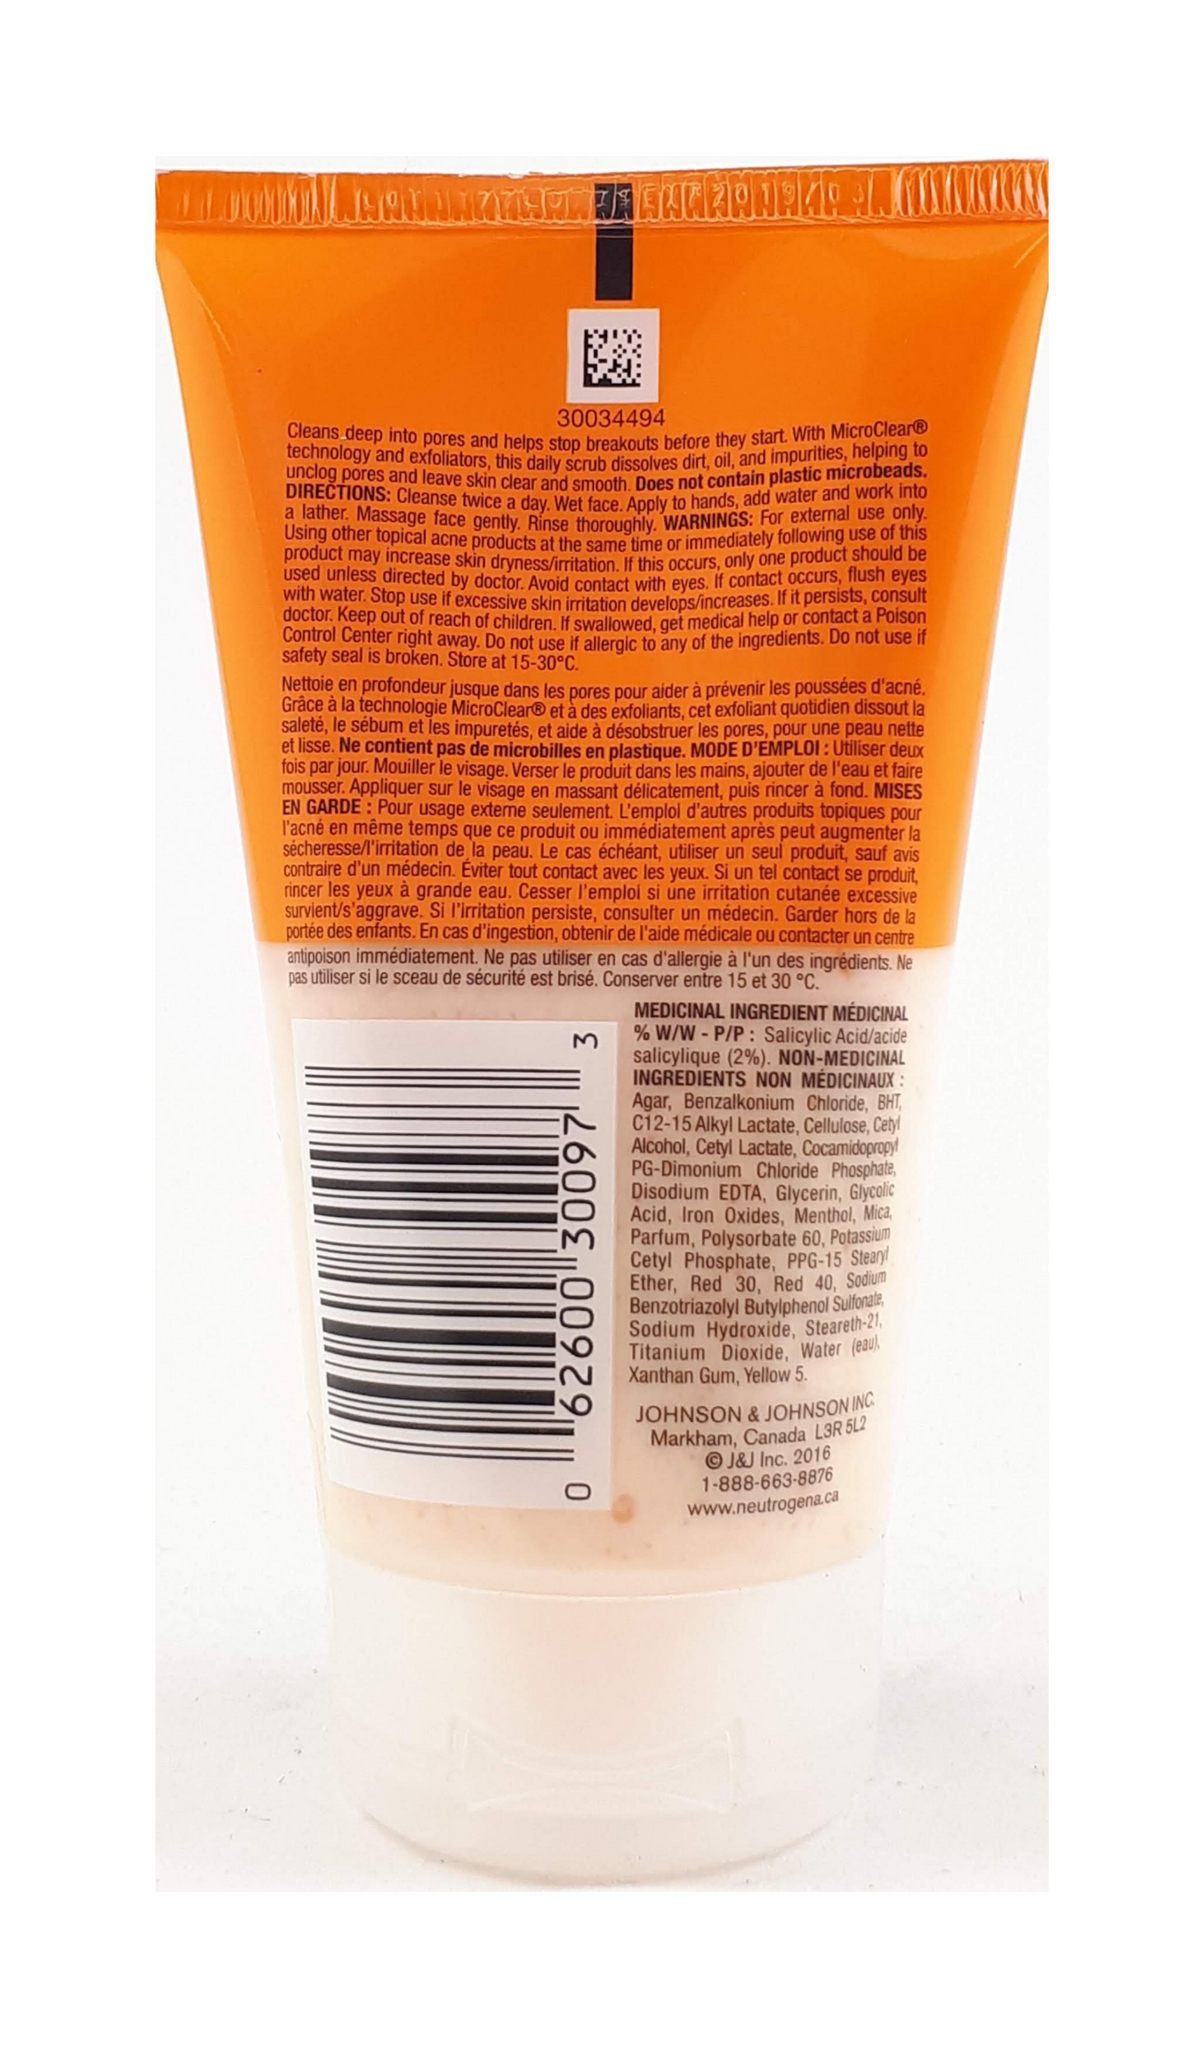 30034494
Cleans deep into pores and helps stop breakouts before they start. With MicroClear®
technology and exfoliators, this daily scrub dissolves dirt, oil, and impurities, helping to
unclog pores and leave skin clear and smooth. Does not contain plastic microbeads.
DIRECTIONS: Cleanse twice a day. Wet face. Apply to hands, add water and work into
a lather. Massage face gently. Rinse thoroughly. WARNINGS: For external use only.
Using other topical acne products at the same time or immediately following use of this
product may increase skin dryness/irritation. If this occurs, only one product should be
used unless directed by doctor. Avoid contact with eyes. If contact occurs, flush eyes
with water. Stop use if excessive skin irritation develops/increases. If it persists, consult
doctor. Keep out of reach of children. If swallowed, get medical help or contact a Poison
Control Center right away. Do not use if allergic to any of the ingredients. Do not use if
safety seal is broken. Store at 15-30°C.
Nettoie en profondeur jusque dans les pores pour aider à prévenir les poussées d'acné.
Grâce à la technologie MicroClear® et à des exfoliants, cet exfoliant quotidien dissout la
saleté, le sébum et les impuretés, et aide à désobstruer les pores, pour une peau nette
et lisse. Ne contient pas de microbilles en plastique. MODE D'EMPLOI : Utiliser deux
fois par jour. Mouiller le visage. Verser le produit dans les mains, ajouter de l'eau et faire
mousser. Appliquer sur le visage en massant délicatement, puis rincer à fond. MISES
EN GARDE : Pour usage externe seulement. L'emploi d'autres produits topiques pour
l'acné en même temps que ce produit ou immédiatement après peut augmenter la
sécheresse/l'irritation de la peau. Le cas échéant, utiliser un seul produit, sauf avis
contraire d'un médecin. Éviter tout contact avec les yeux. Si un tel contact se produit,
rincer les yeux à grande eau. Cesser l'emploi si une irritation cutanée excessive
survient/s'aggrave. Si l'irritation persiste, consulter un médecin. Garder hors de la
portée des enfants. En cas d'ingestion, obtenir de l'aide médicale ou contacter un centre
antipoison immédiatement. Ne pas utiliser en cas d'allergie à l'un des ingrédients. Ne
pas utiliser si le sceau de sécurité est brisé. Conserver entre 15 et 30 °C.
MEDICINAL INGREDIENT MÉDICINAL
% W/W - P/P : Salicylic Acid/acide
salicylique (2%). NON-MEDICINAL
INGREDIENTS NON MÉDICINAUX :
Agar, Benzalkonium Chloride, BHT,
C12-15 Alkyl Lactate, Cellulose, Cetyl
Alcohol, Cetyl Lactate, Cocamidopropyl
PG-Dimonium Chloride Phosphate,
Disodium EDTA, Glycerin, Glycolic
Acid, Iron Oxides, Menthol, Mica,
Parfum, Polysorbate 60, Potassium
Cetyl Phosphate, PPG-15 Stearyl
Ether, Red 30, Red 40, Sodium
Benzotriazolyl Butylphenol Sulfonate,
Sodium Hydroxide, Steareth-21,
Titanium Dioxide, Water (eau),
Xanthan Gum, Yellow 5.
JOHNSON & JOHNSON INC.
Markham, Canada L3R 5L2
© J&J Inc. 2016
1-888-663-8876
www.neutrogena.ca
0 62600 30097 3